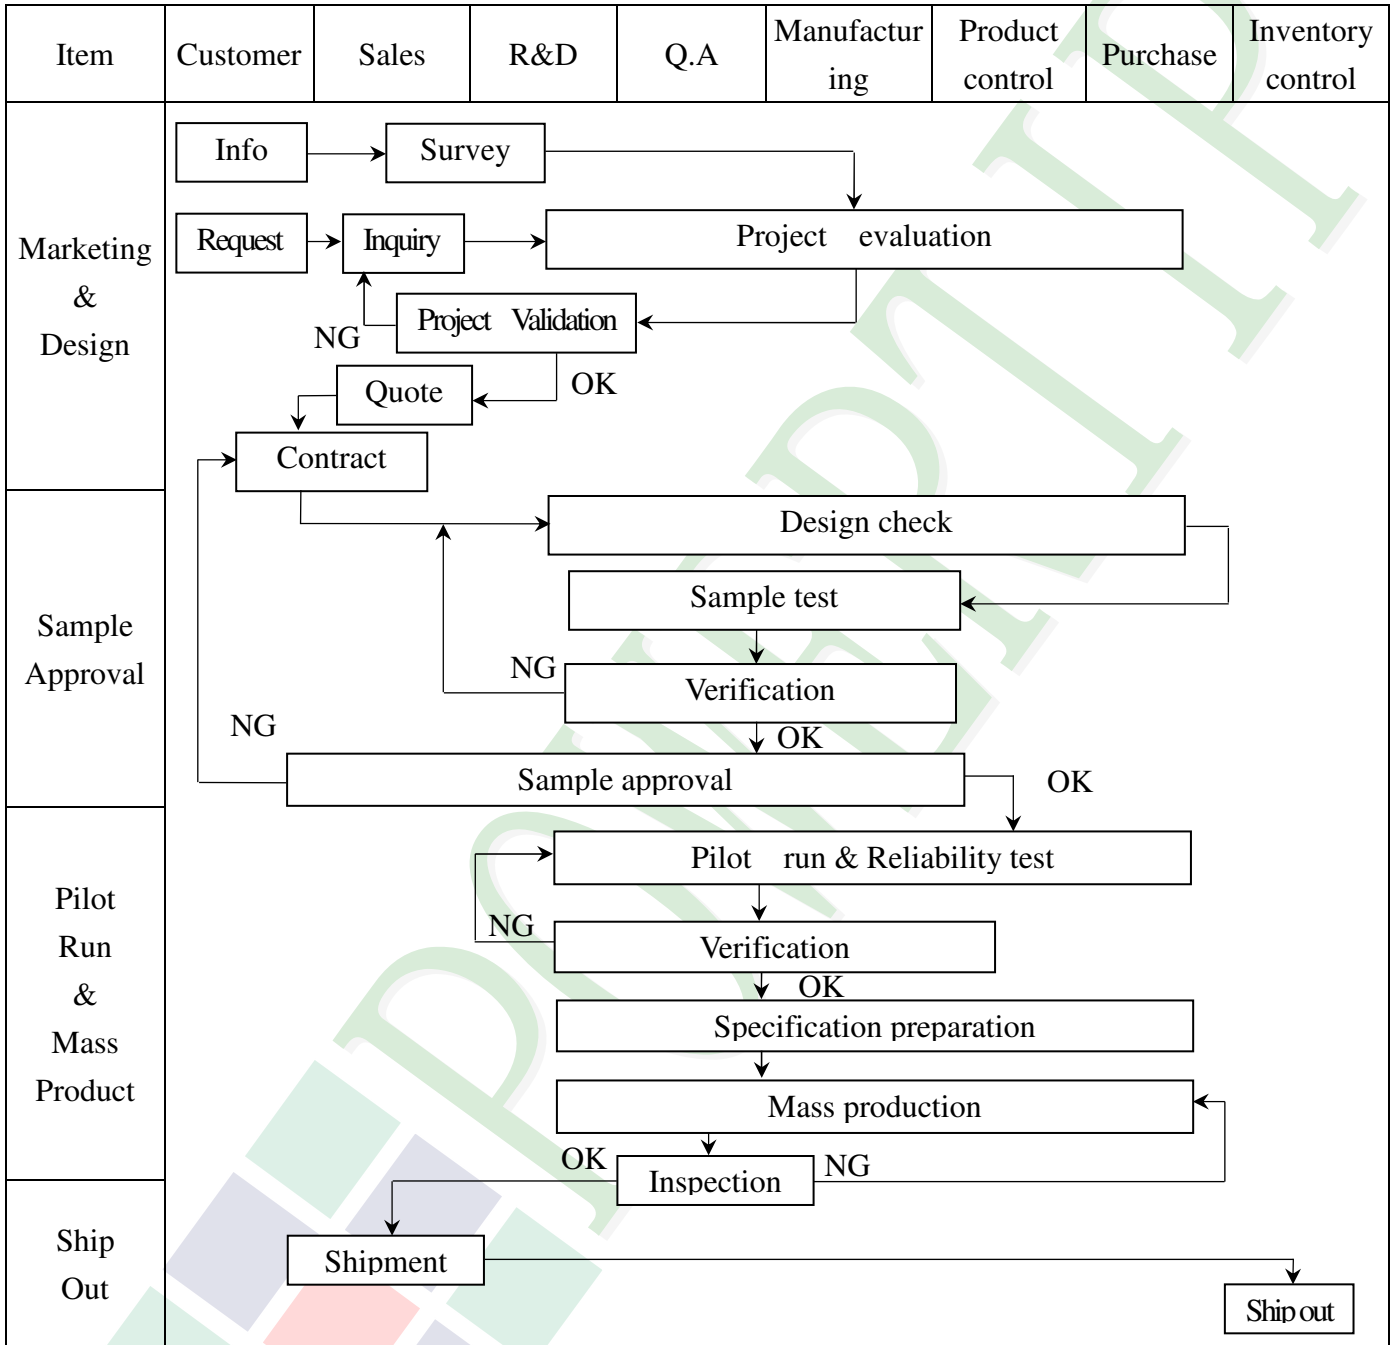 Item
Customer
Sales
R&D
Q.A
Manufactur
ing
Product
control
Purchase
Inventory
control
Marketing
&
Design
Info
Survey
Request
Inquiry
Project evaluation
Project Validation
NG
OK
Quote
Contract
Sample
Approval
Design check
Sample test
NG
Verification
NG
OK
Sample approval
OK
Pilot
Run
&
Mass
Product
Pilot run & Reliability test
NG
Verification
OK
Specification preparation
Mass production
OK
Inspection
NG
Ship
Out
Shipment
Ship out
POWERTIP